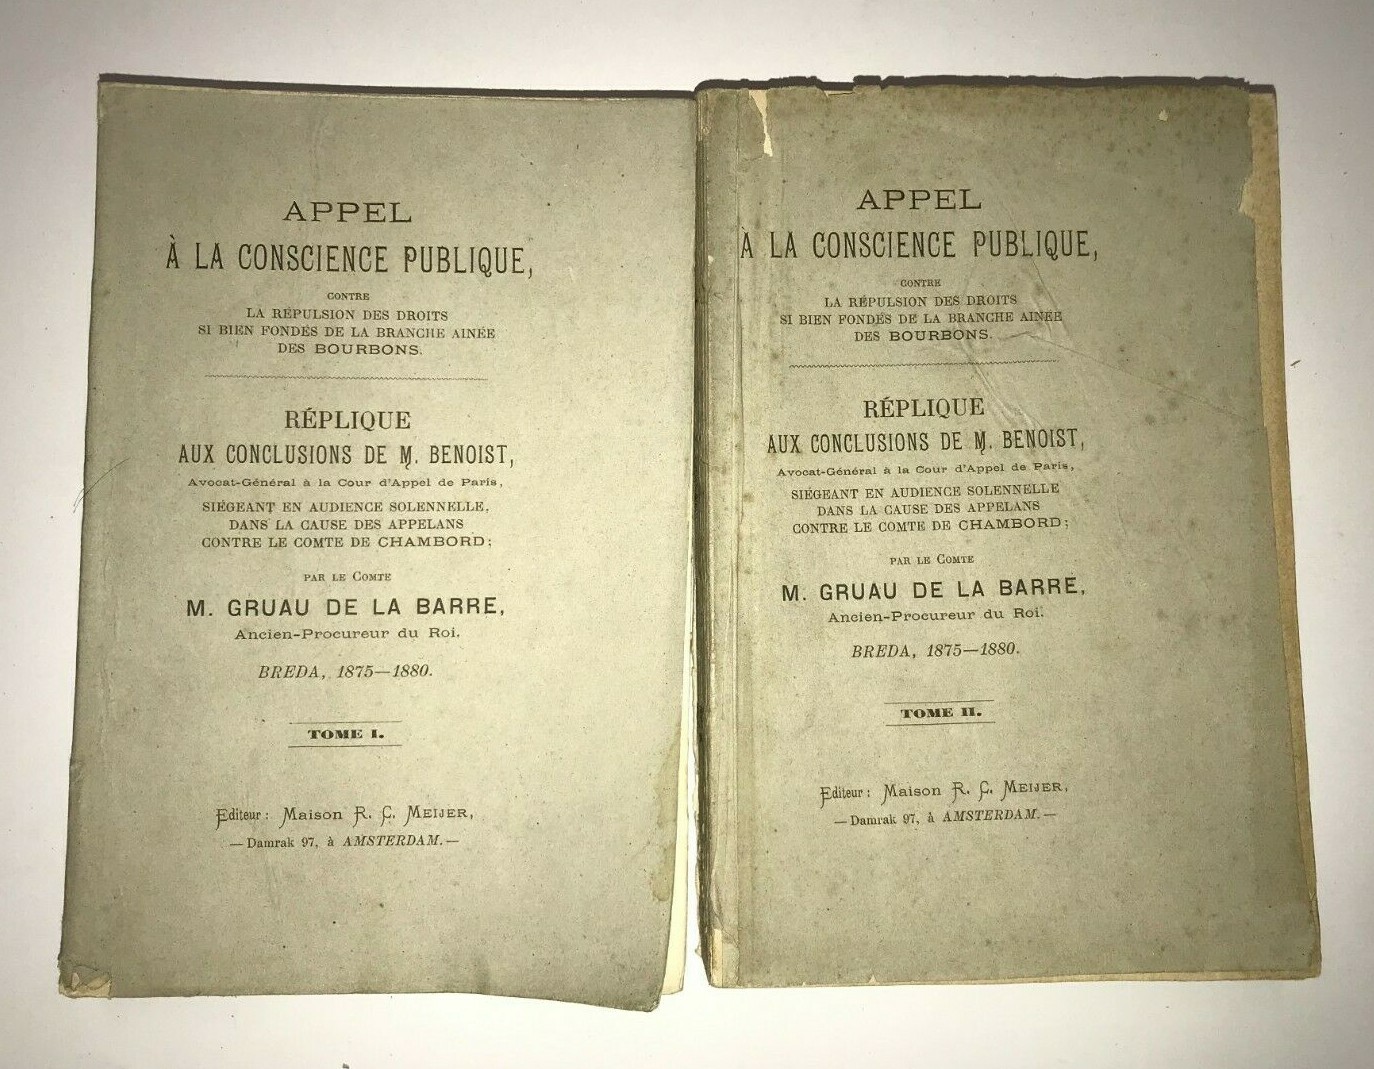 APPEL
À LA CONSCIENCE PUBLIQUE,
CONTRE
LA RÉPULSION DES DROITS
SI BIEN FONDÉS DE LA BRANCHE AINÉE
DES BOURBONS.
RÉPLIQUE
AUX CONCLUSIONS DE M. BENOIST,
Avocat-Général à la Cour d'Appel de Paris,
SIÉGEANT EN AUDIENCE SOLENNELLE,
DANS LA CAUSE DES APPELANS
CONTRE LE COMTE DE CHAMBORD;
PAR LE COMTE
M. GRUAU DE LA BARRE,
Ancien-Procureur du Roi.
BREDA, 1875—1880.
TOME I.
Editeur: Maison R. C. MEIJER,
— Damrak 97, à AMSTERDAM. —
APPEL
À LA CONSCIENCE PUBLIQUE,
CONTRE
LA RÉPULSION DES DROITS
SI BIEN FONDÉS DE LA BRANCHE AINÉE
DES BOURBONS.
RÉPLIQUE
AUX CONCLUSIONS DE M. BENOIST,
Avocat-Général à la Cour d'Appel de Paris,
SIÉGEANT EN AUDIENCE SOLENNELLE
DANS LA CAUSE DES APPELANS
CONTRE LE COMTE DE CHAMBORD;
PAR LE COMTE
M. GRUAU DE LA BARRE,
Ancien-Procureur du Roi.
BREDA, 1875—1880.
TOME II.
Editeur: Maison R. C. MEIJER,
— Damrak 97, à AMSTERDAM. —